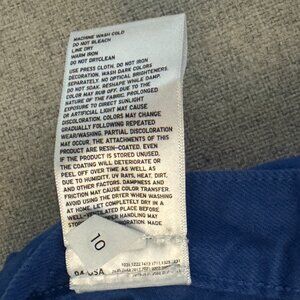 MACHINE WASH COLD
DO NOT BLEACH
LINE DRY
WARM IRON
DO NOT DRYCLEAN
USE PRESS CLOTH. DO NOT IRON
DECORATION. WASH DARK COLORS
SEPARATELY. NO OPTICAL BRIGHTENERS.
DO NOT SOAK. RESHAPE WHEN DAMP.
COLOR MAY RUB OFF. DUE TO THE
NATURE OF THE FABRIC. PROLONGED
EXPOSURE TO DIRECT SUNLIGHT
OR ARTIFICIAL LIGHT MAY CAUSE
DISCOLORATION. COLORS MAY CHANGE
GRADUALLY FOLLOWING REPEATED
WEAR/WASHING. PARTIAL DISCOLORATION
MAY OCCUR. THE ATTACHMENTS OF THIS
PRODUCT ARE RESIN-COATED. EVEN
IF THE PRODUCT IS STORED UNUSED,
THE COATING WILL DETERIORATE OR
PEEL OFF OVER TIME AS WELL AS
DUE TO HUMIDITY, UV RAYS, HEAT, DIRT,
AND OTHER FACTORS. DAMPNESS AND
FRICTION MAY CAUSE COLOR TRANSFER.
AVOID USING THE DRYER WHEN WASHING
INSTEAD COMPLETELY DRY IN A
WELL-VENTILATED PLACE BEFORE
HANDLING MAY
10
USA